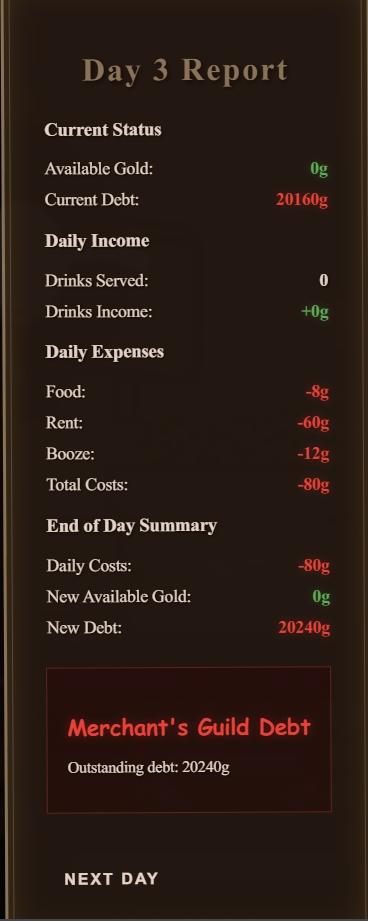 Day 3 Report
Current Status
Available Gold: 0g
Current Debt: 20160g
Daily Income
Drinks Served: 0
Drinks Income: +0g
Daily Expenses
Food: -8g
Rent: -60g
Booze: -12g
Total Costs: -80g
End of Day Summary
Daily Costs: -80g
New Available Gold: 0g
New Debt: 20240g
Merchant's Guild Debt
Outstanding debt: 20240g
NEXT DAY